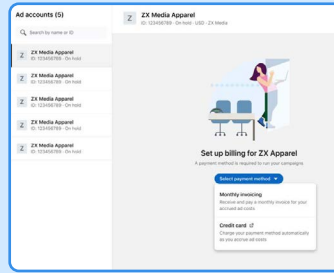 Ad accounts (5)
Search by name or ID
Z ZX Media Apparel
ID: 123456789 · On hold
Z ZX Media Apparel
ID: 123456789 · On hold
Z ZX Media Apparel
ID: 123456789 · On hold
Z ZX Media Apparel
ID: 123456789 · On hold
Z ZX Media Apparel
ID: 123456789 · On hold
Z ZX Media Apparel
ID: 123456789 · On hold · USD · ZX Media
Set up billing for ZX Apparel
A payment method is required to run your campaigns.
Select payment method
Monthly invoicing
Receive and pay a monthly invoice for your
accrued ad costs
Credit card
Charge your payment method automatically
as you accrue ad costs